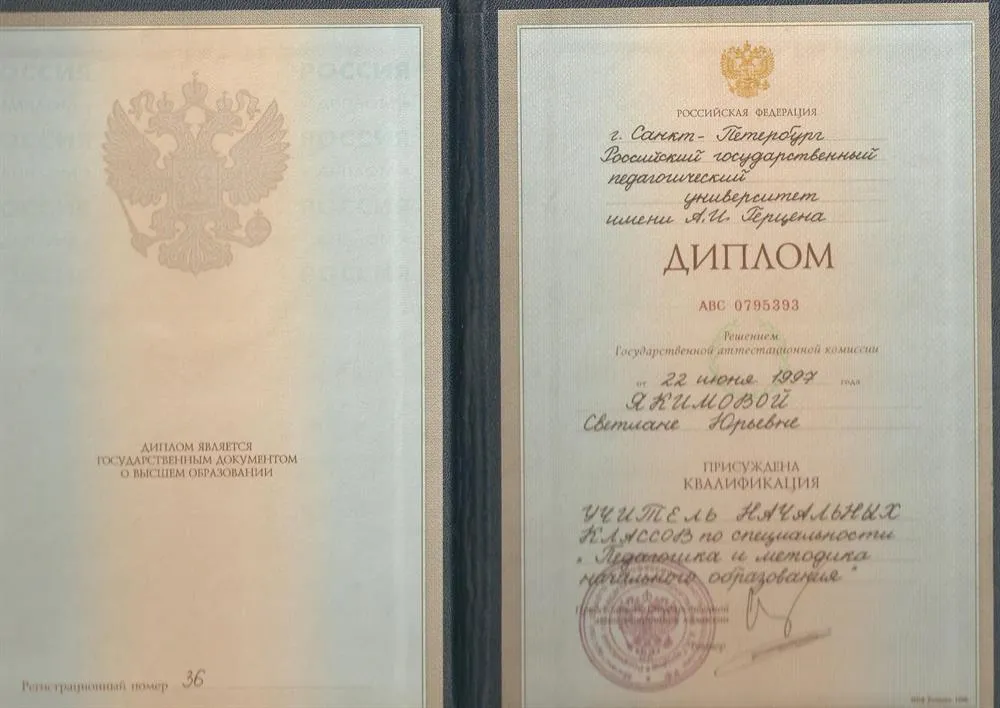 ДИПЛОМ ЯВЛЯЕТСЯ
ГОСУДАРСТВЕННЫМ ДОКУМЕНТОМ
О ВЫСШЕМ ОБРАЗОВАНИИ
Регистрационный номер 36
РОССИЙСКАЯ ФЕДЕРАЦИЯ
г. Санкт-Петербург
Российский государственный
педагогический
университет
имени А.И. Герцена
ДИПЛОМ
АВС 0795393
Решением
Государственной аттестационной комиссии
от 22 июня 1997 года
ЯКИМОВОЙ
Светлане Юрьевне
ПРИСУЖДЕНА
КВАЛИФИКАЦИЯ
УЧИТЕЛЬ НАЧАЛЬНЫХ
КЛАССОВ по специальности
"Педагогика и методика
начального образования"